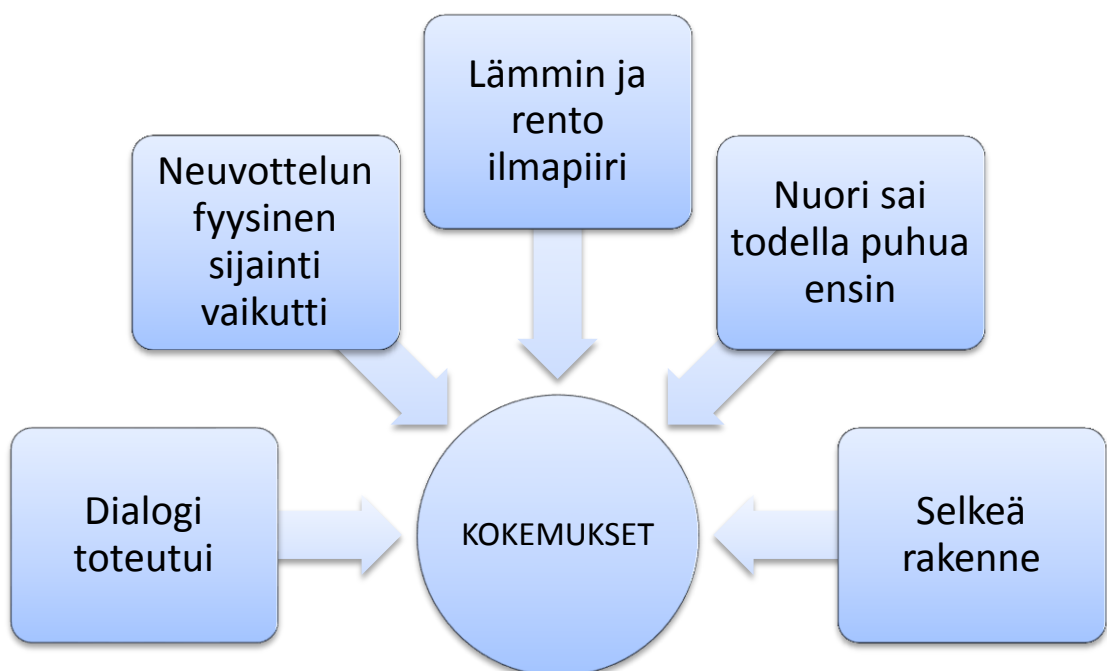 Lämmin ja
rento
ilmapiiri
Neuvottelun
fyysinen
sijainti
vaikutti
Nuori sai
todella puhua
ensin
Dialogi
toteutui
KOKEMUKSET
Selkeä
rakenne